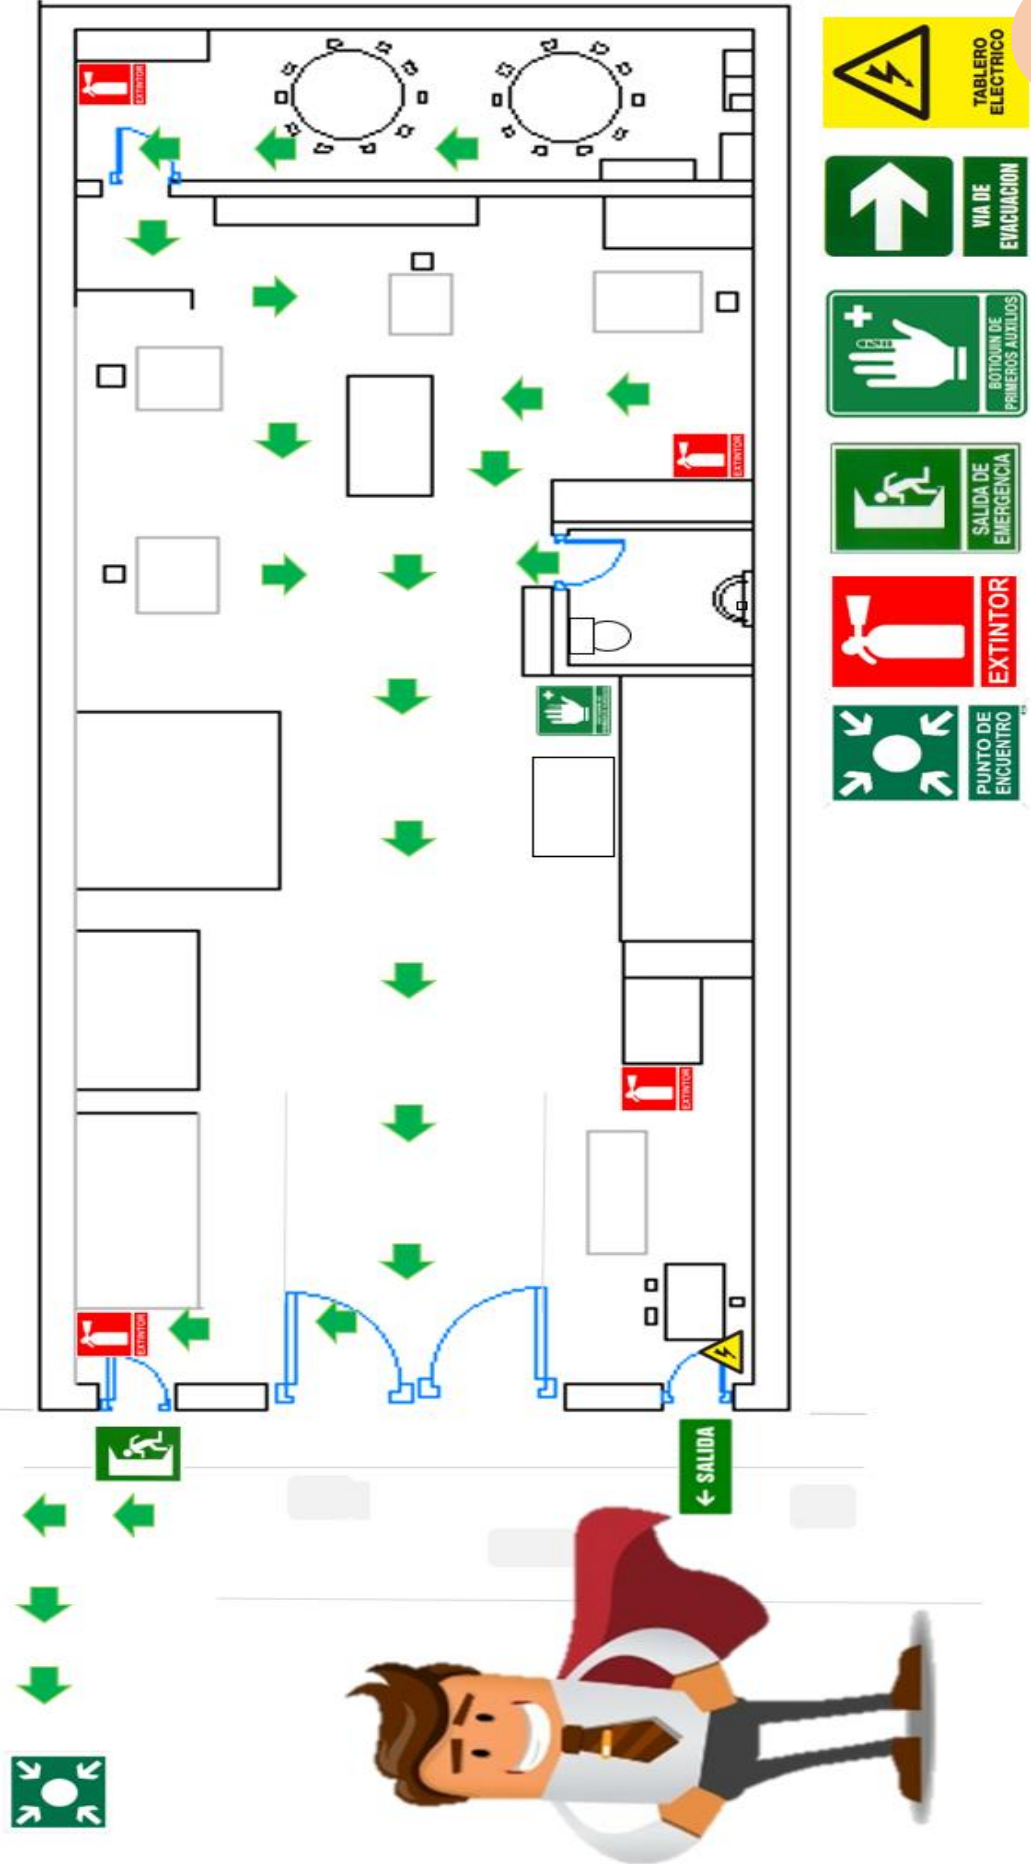 TABLERO
ELECTRICO
VIA DE
EVACUACION
BOTIQUIN DE
PRIMEROS AUXILIOS
SALIDA DE
EMERGENCIA
EXTINTOR
PUNTO DE
ENCUENTRO
EXTINTOR
EXTINTOR
EXTINTOR
EXTINTOR
← SALIDA